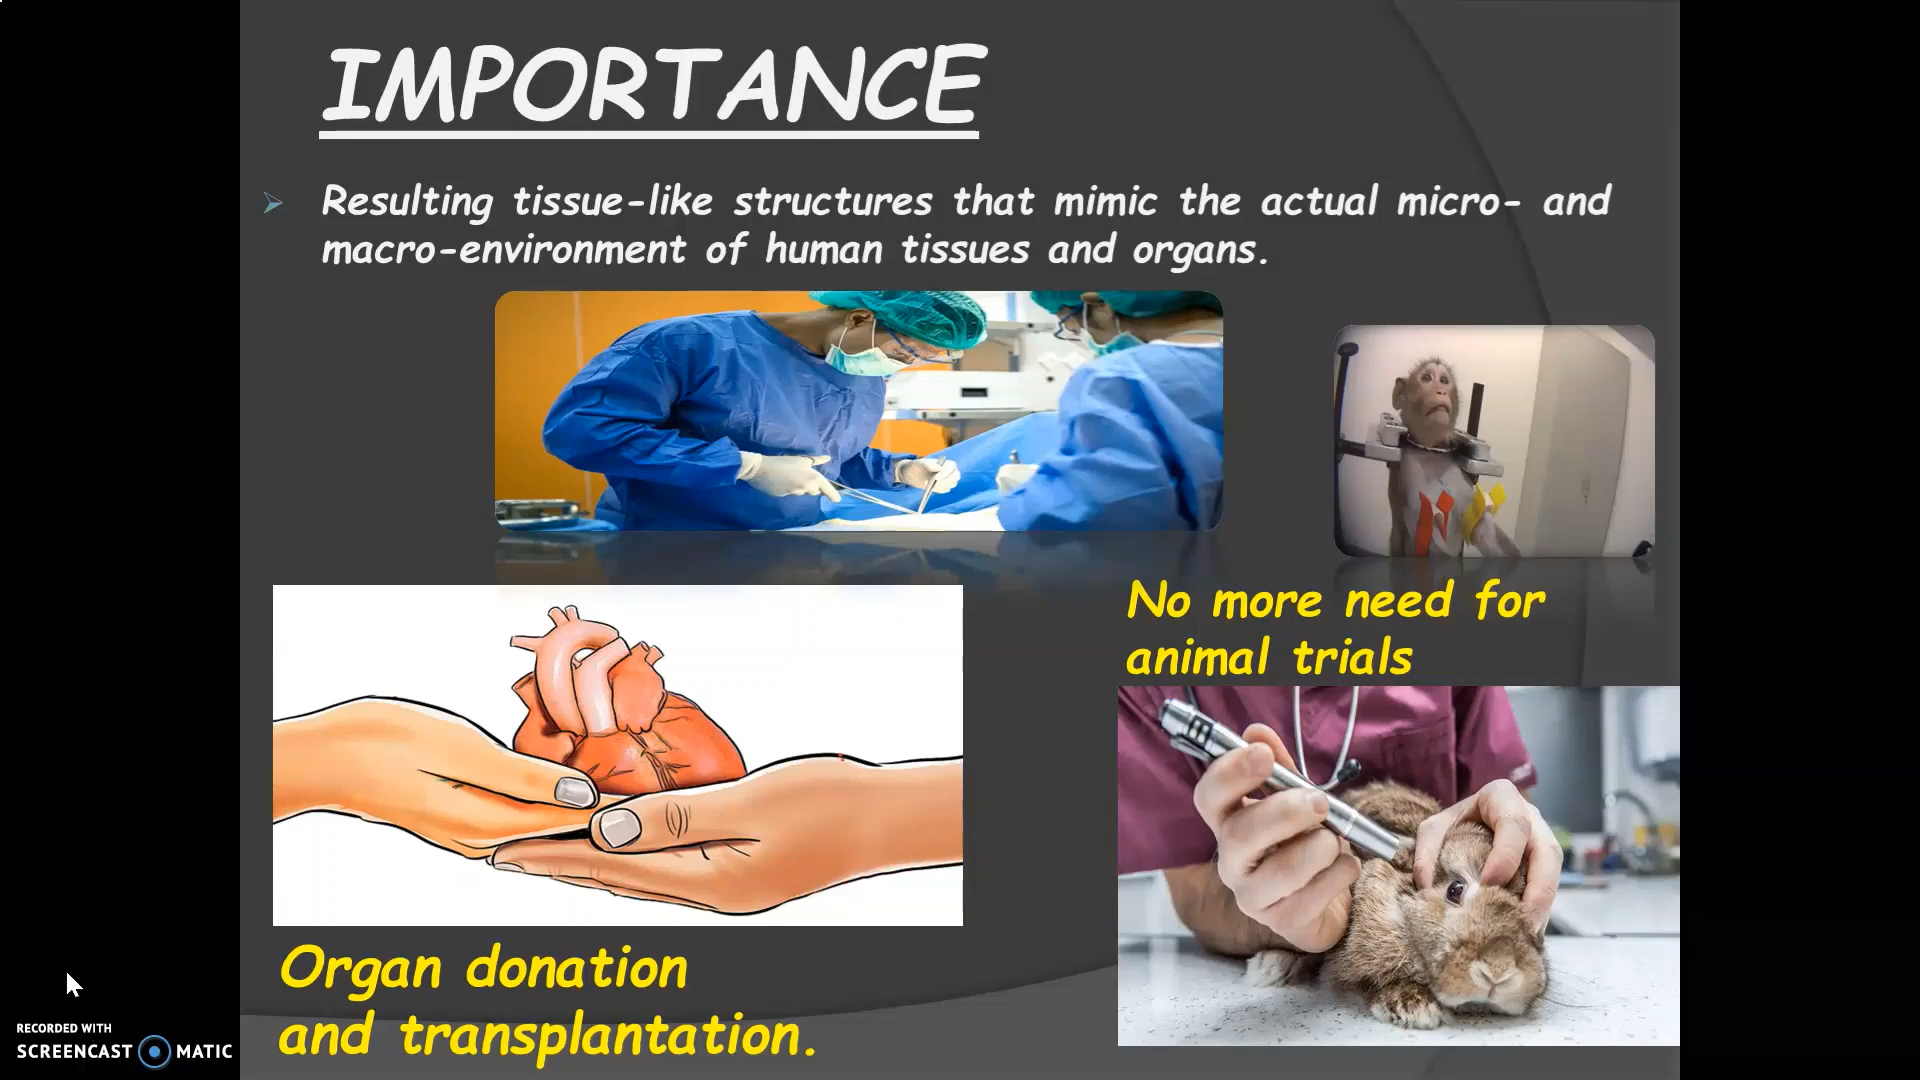 IMPORTANCE
Resulting tissue-like structures that mimic the actual micro- and
macro-environment of human tissues and organs.
No more need for
animal trials
Organ donation
and transplantation.
RECORDED WITH
SCREENCAST MATIC